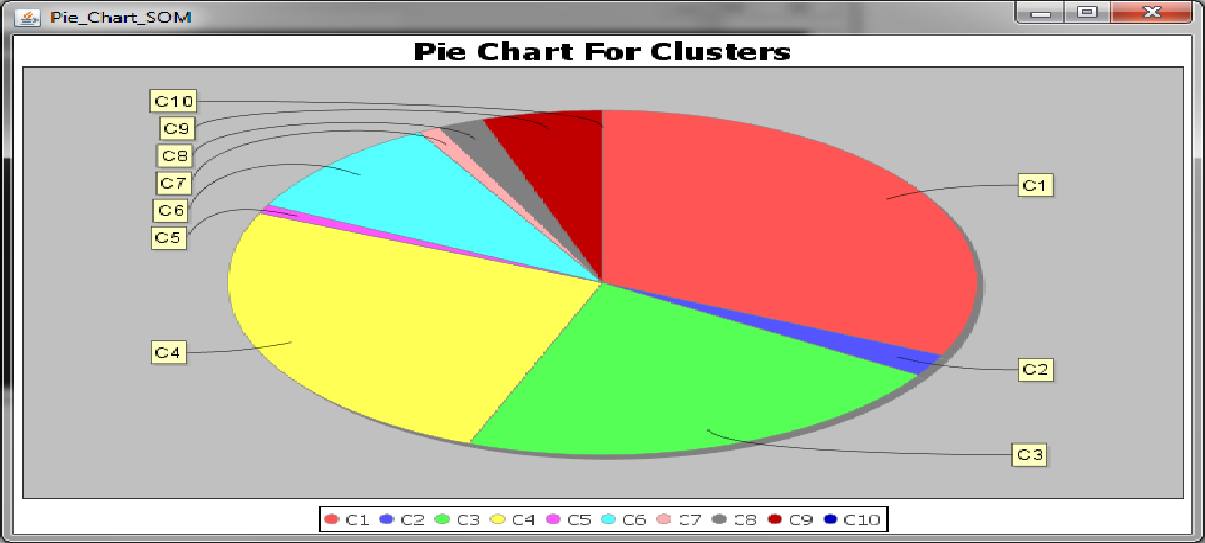 Pie_Chart_SOM
Pie Chart For Clusters
C10
C9
C8
C7
C6
C5
C4
C1
C2
C3
C1 C2 C3 C4 C5 C6 C7 C8 C9 C10